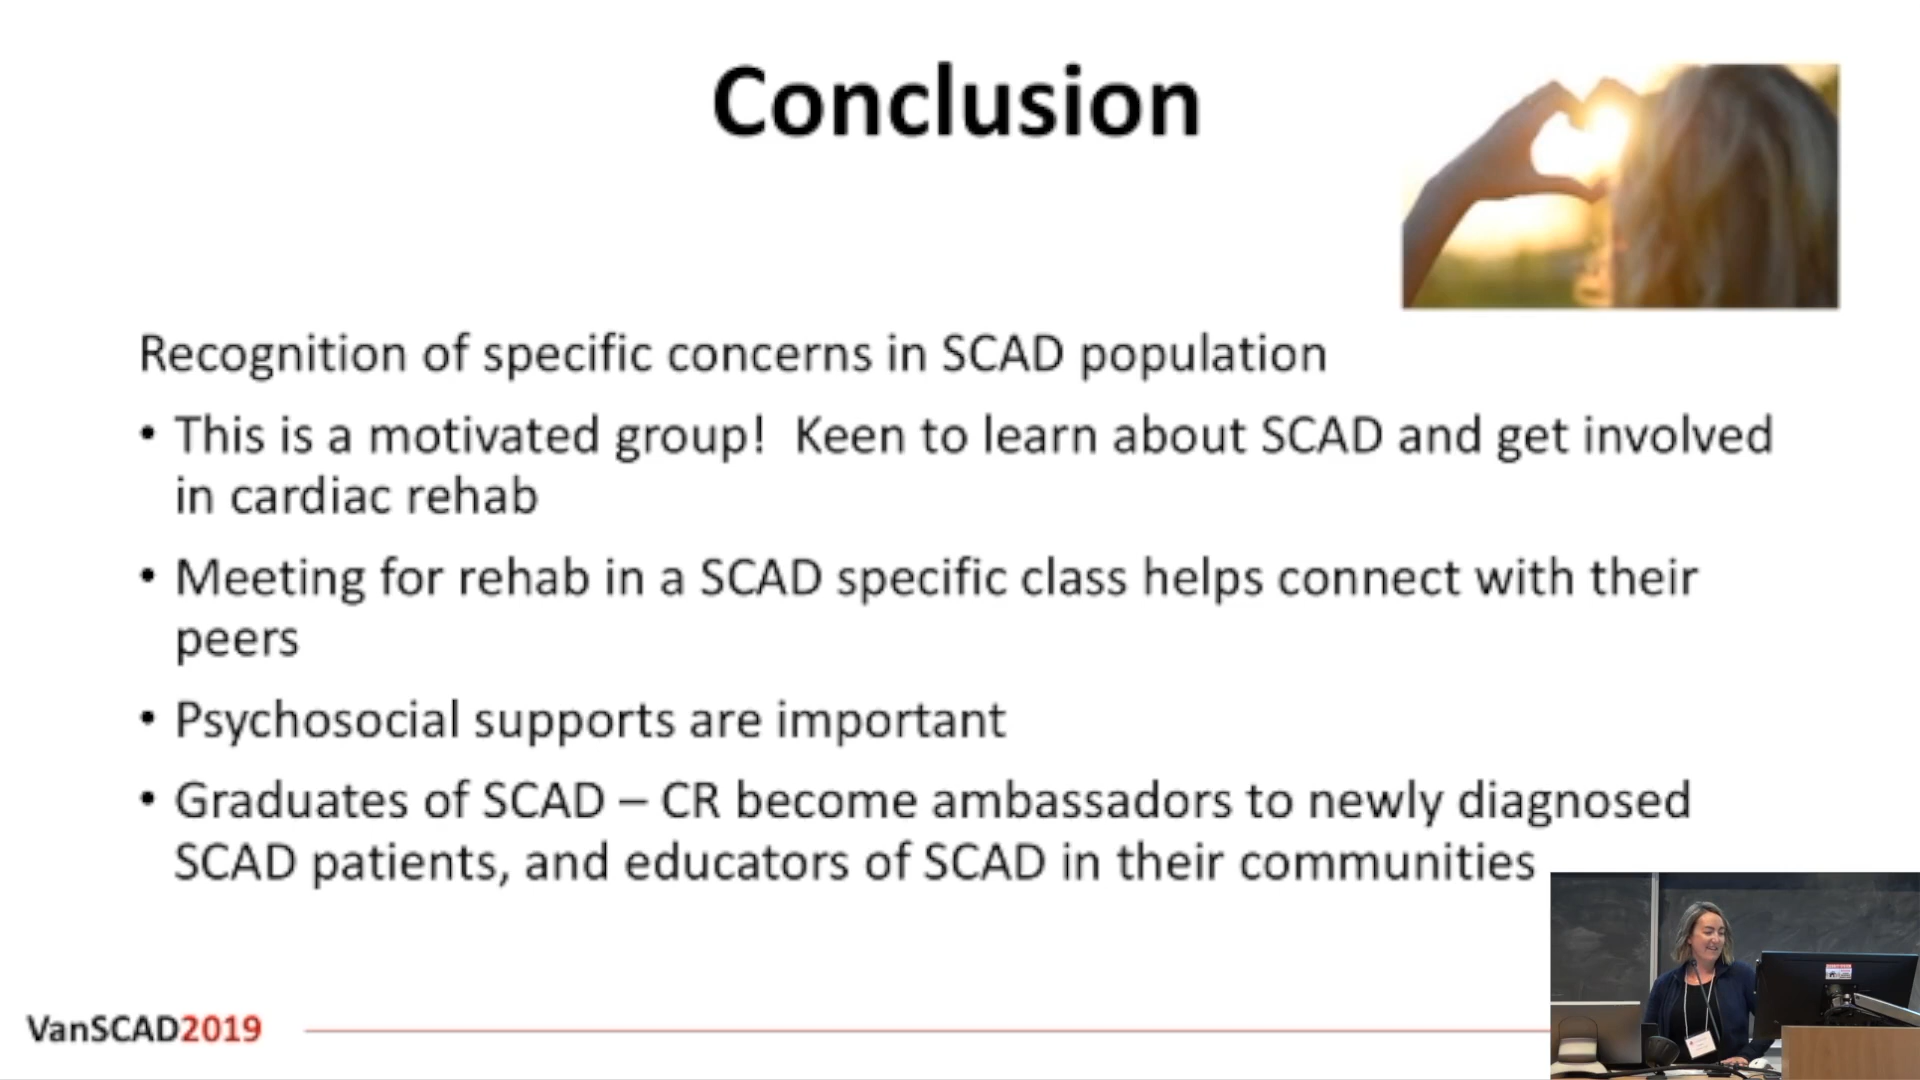 Conclusion
Recognition of specific concerns in SCAD population
• This is a motivated group!  Keen to learn about SCAD and get involved
in cardiac rehab
• Meeting for rehab in a SCAD specific class helps connect with their
peers
• Psychosocial supports are important
• Graduates of SCAD – CR become ambassadors to newly diagnosed
SCAD patients, and educators of SCAD in their communities
VanSCAD2019